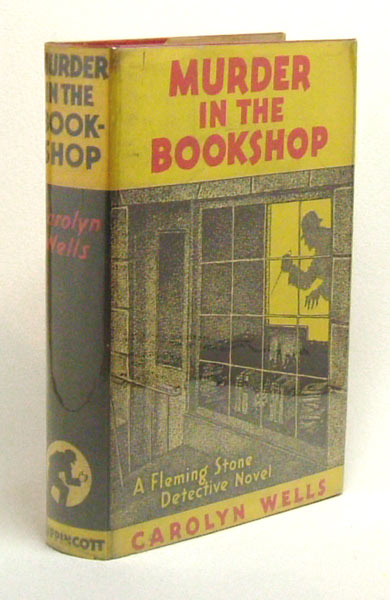 MURDER
IN THE
BOOK-
SHOP
Carolyn
Wells
LIPPINCOTT
MURDER
IN THE
BOOKSHOP
A Fleming Stone
Detective Novel
CAROLYN WELLS